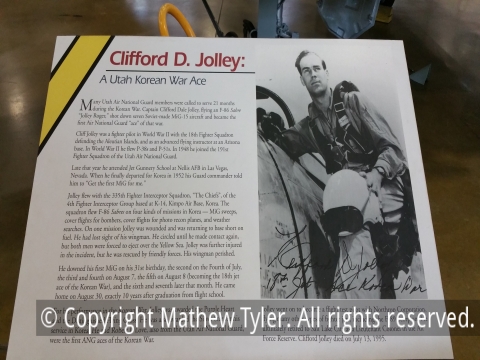 Clifford D. Jolley:
A Utah Korean War Ace
Many Utah Air National Guard members were called to serve 21 months
during the Korean War. Captain Clifford Dale Jolley, flying an F-86 Sabre
"Jolley Roger," shot down seven Soviet-made MiG-15 aircraft and became the
first Air National Guard "ace" of that war.
Cliff Jolley was a fighter pilot in World War II with the 18th Fighter Squadron
defending the Aleutian Islands, and as an advanced flying instructor at an Arizona
base. In World War II he flew P-38s and P-51s. In 1948 he joined the 191st
Fighter Squadron of the Utah Air National Guard.
Late that year he attended Jet Gunnery School at Nellis AFB in Las Vegas,
Nevada. When he finally departed for Korea in 1952 his Guard commander told
him to "Get the first MiG for me."
Jolley flew with the 335th Fighter Interceptor Squadron, "The Chiefs", of the
4th Fighter Interceptor Group based at K-14, Kimpo Air Base, Korea. The
squadron flew F-86 Sabre on four kinds of missions in Korea — MiG sweeps,
cover flights for bombers, cover flights for photo recon planes, and weather
searches. On one mission Jolley was wounded and was returning to base short on
fuel. He had lost sight of his wingman. He circled until he made contact again,
but both men were forced to eject over the Yellow Sea. Jolley was further injured
in the incident, but he was rescued by friendly forces. His wingman perished.
He downed his first MiG on his 31st birthday, the second on the Fourth of July,
the third and fourth on August 7, the fifth on August 8 (becoming the 18th jet
ace of the Korean War), and the sixth and seventh later that month. He came
home on August 30, exactly 10 years after graduation from flight school.
Purple Heart
also from the Utah Air National Guard,
were the first ANG aces of the Korean War.
Force Reserve. Clifford Jolley died on July 13, 1995.
© Copyright Mathew Tyler. All rights reserved.